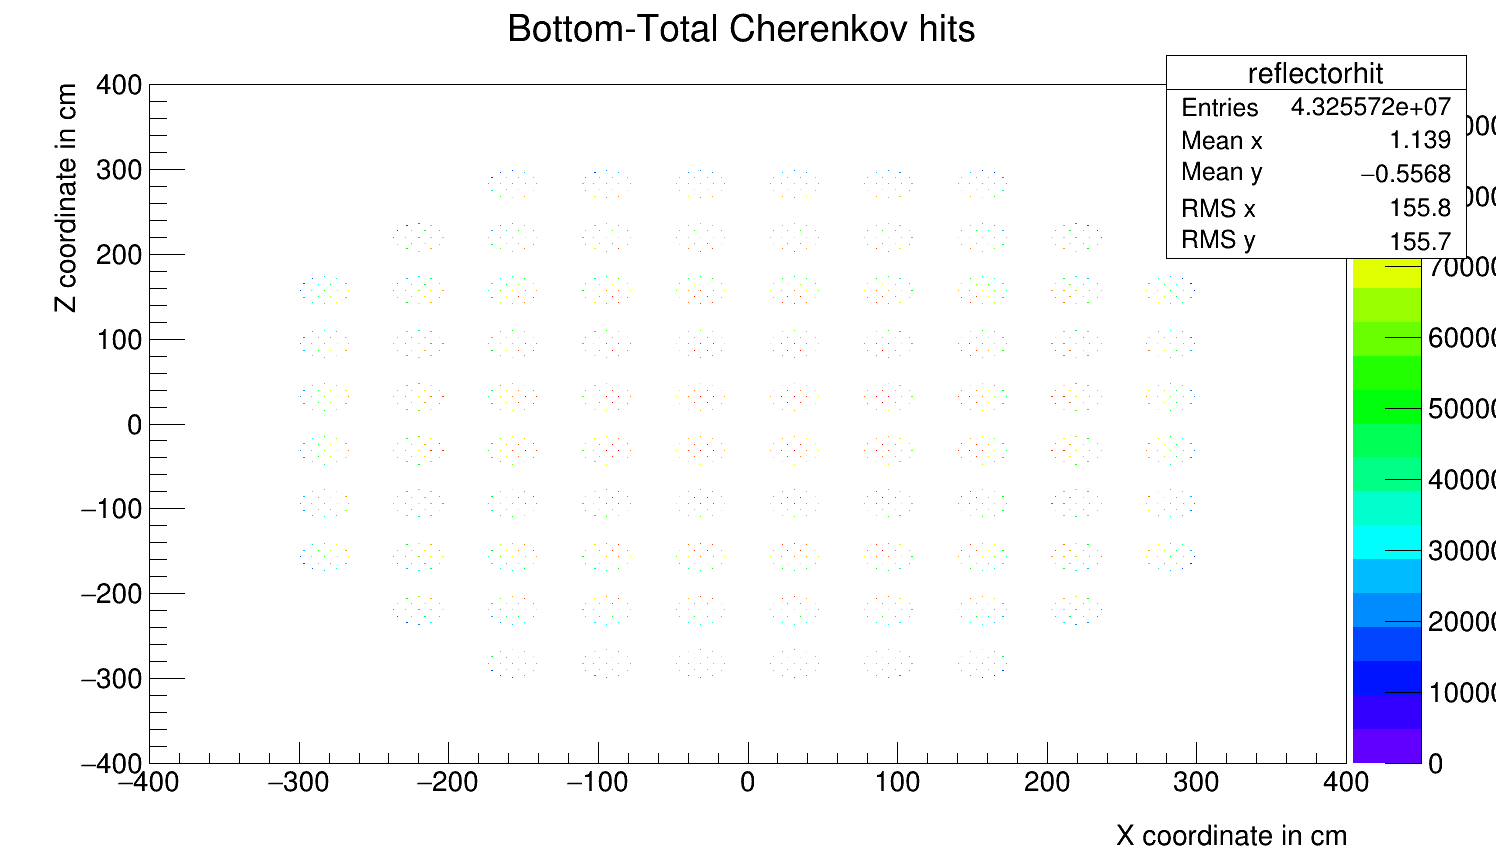 Bottom-Total Cherenkov hits
reflectorhit
Entries 4.325572e+07
Mean x 1.139
Mean y −0.5568
RMS x 155.8
RMS y 155.7
Z coordinate in cm
400
300
200
100
0
−100
−200
−300
−400
−400 −300 −200 −100 0 100 200 300 400
X coordinate in cm
70000
60000
50000
40000
30000
20000
10000
0